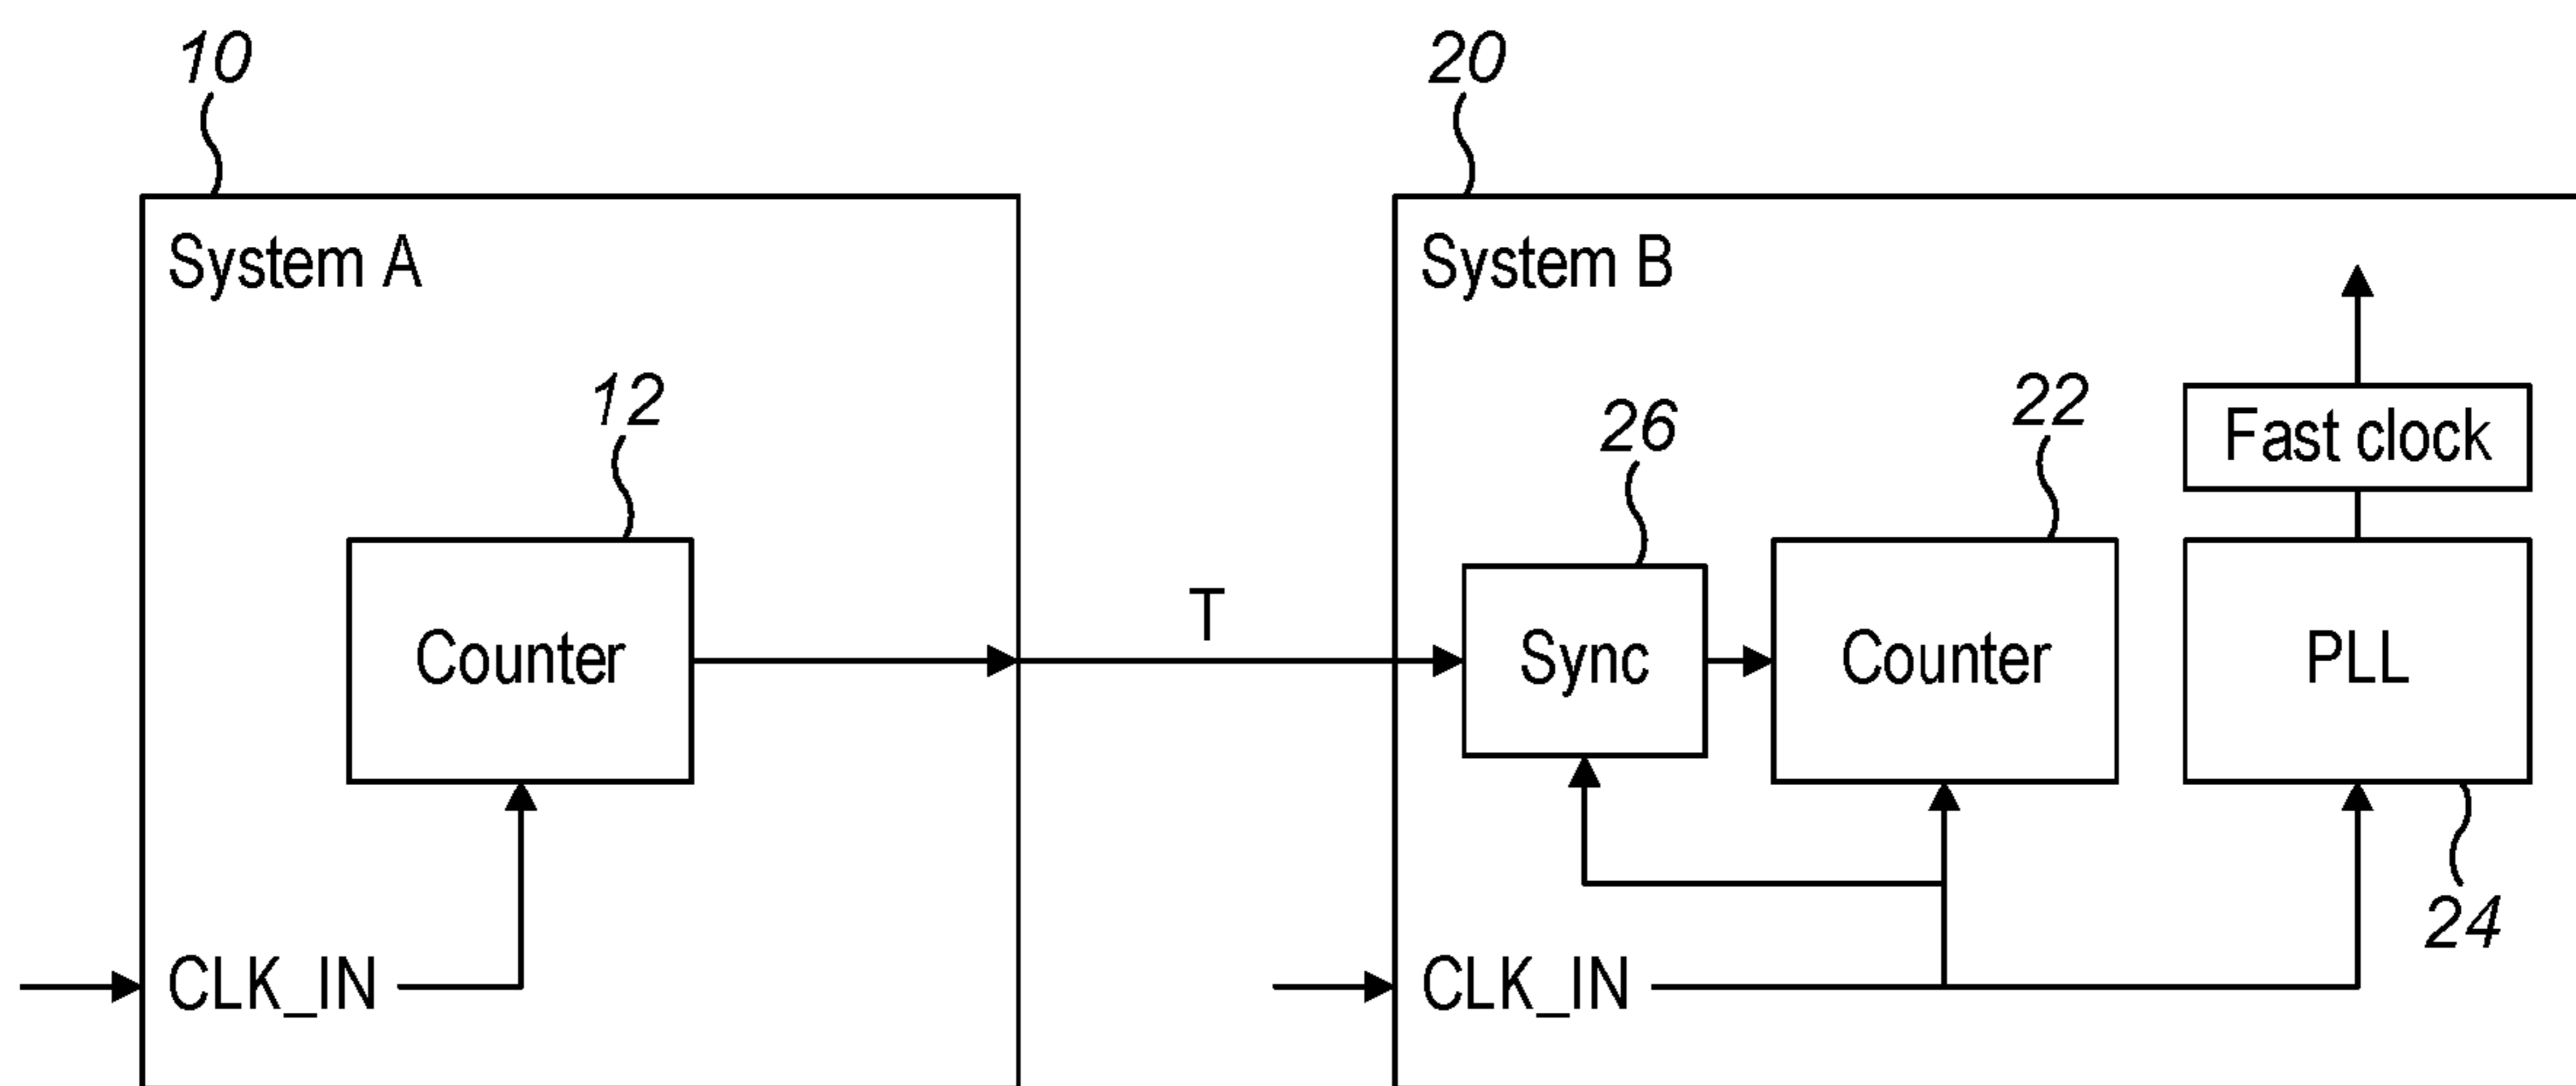 10
20
System A
System B
12
26
22
Fast clock
Counter
T
Sync
Counter
PLL
24
CLK_IN
CLK_IN